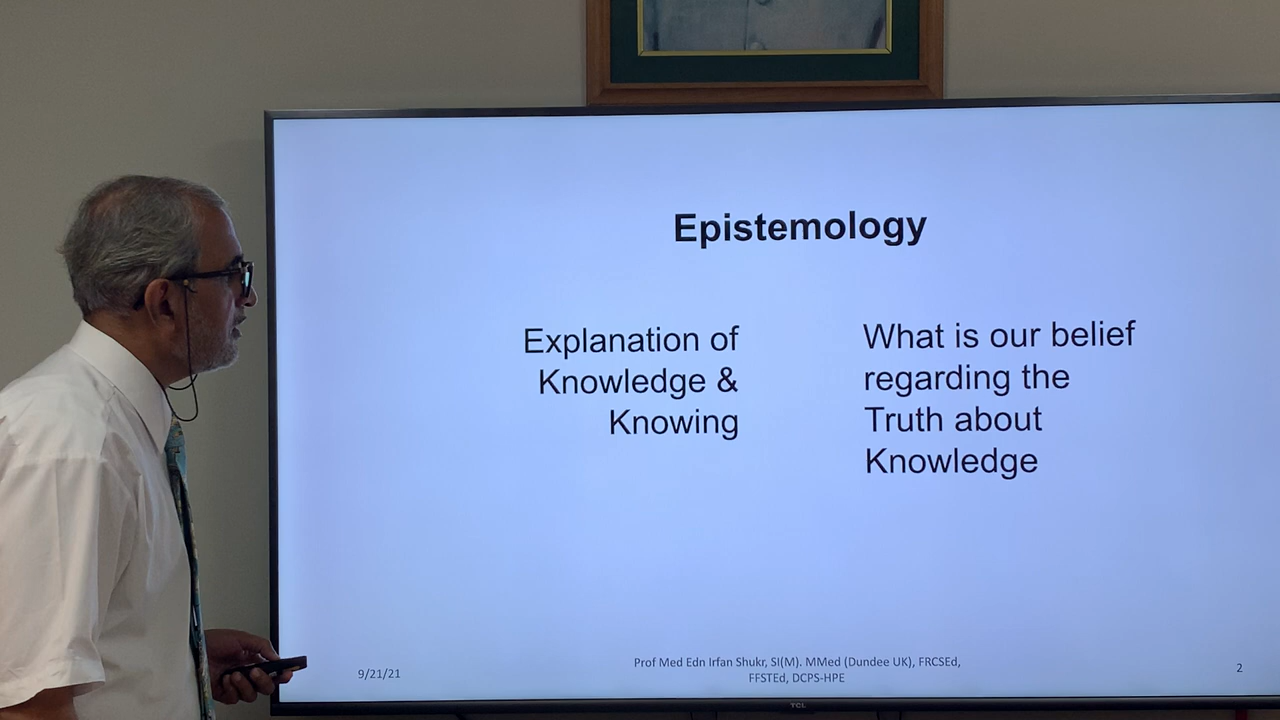 Epistemology
Explanation of
Knowledge &
Knowing
What is our belief
regarding the
Truth about
Knowledge
9/21/21
Prof Med Edn Irfan Shukr, SI(M). MMed (Dundee UK), FRCSEd,
FFSTEd, DCPS-HPE
2
TCL